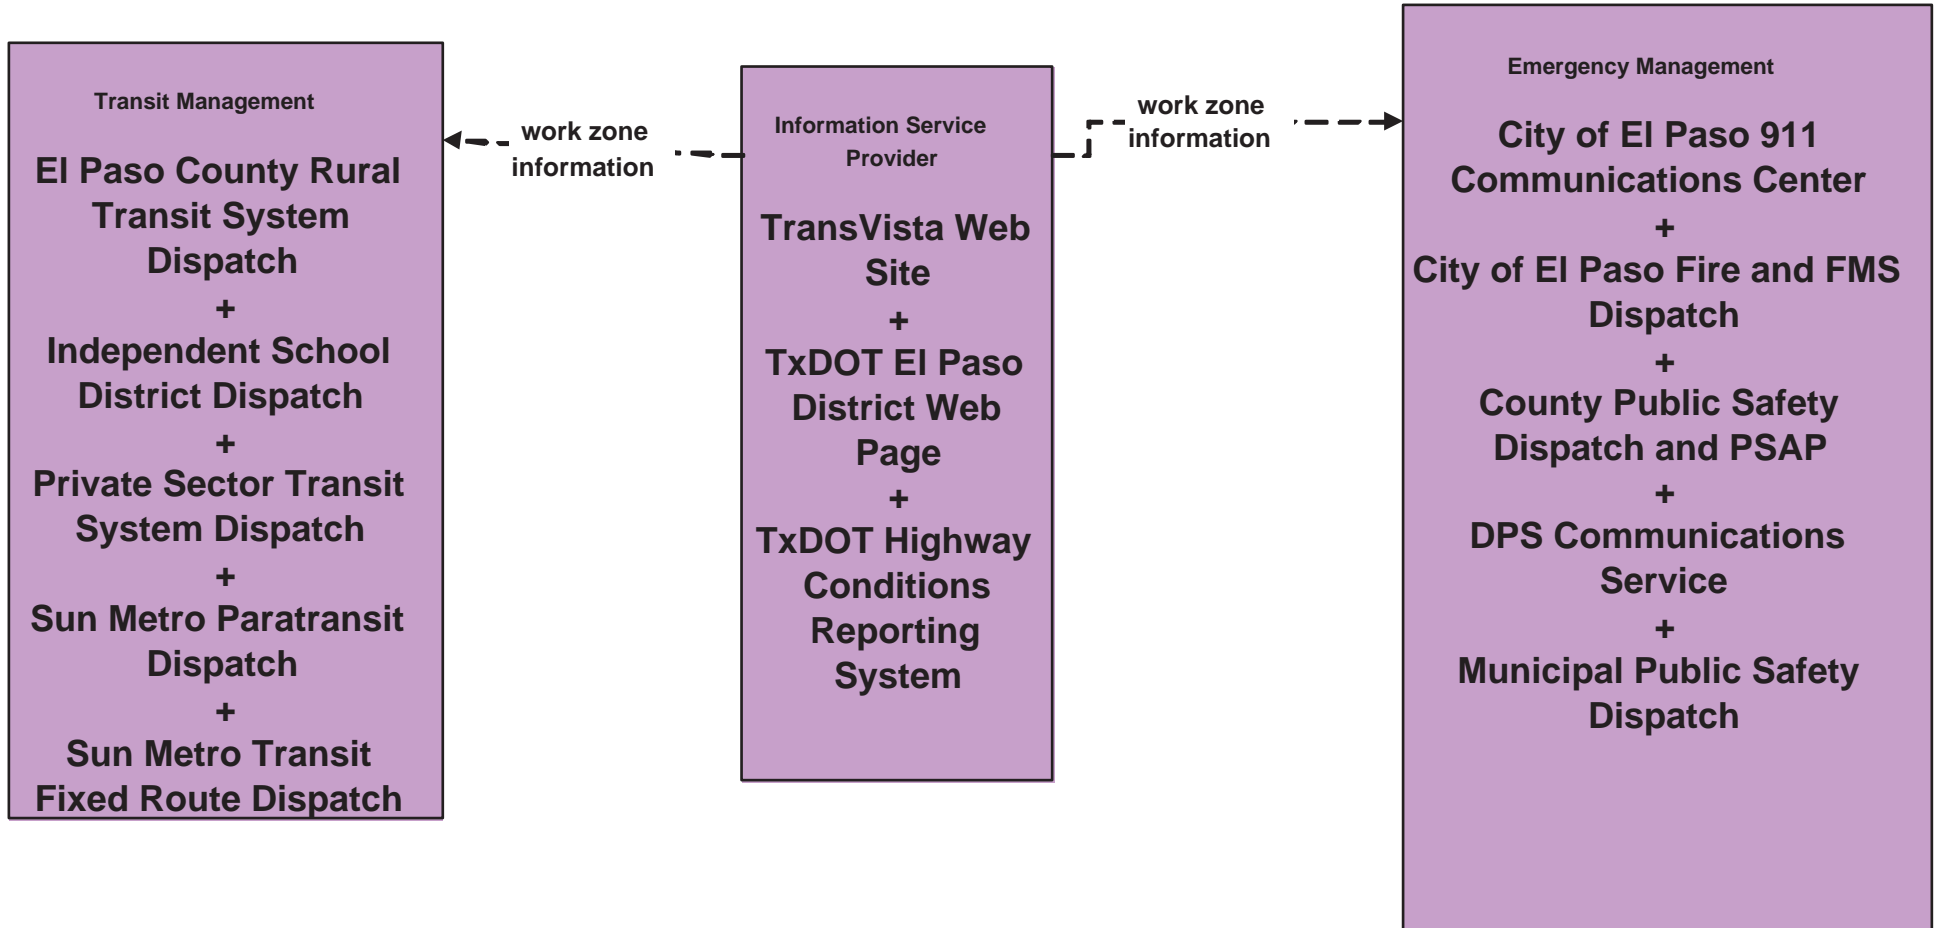 Transit Management
El Paso County Rural
Transit System
Dispatch
+
Independent School
District Dispatch
+
Private Sector Transit
System Dispatch
+
Sun Metro Paratransit
Dispatch
+
Sun Metro Transit
Fixed Route Dispatch
work zone
information
Information Service
Provider
TransVista Web
Site
+
TxDOT El Paso
District Web
Page
+
TxDOT Highway
Conditions
Reporting
System
work zone
information
Emergency Management
City of El Paso 911
Communications Center
+
City of El Paso Fire and FMS
Dispatch
+
County Public Safety
Dispatch and PSAP
+
DPS Communications
Service
+
Municipal Public Safety
Dispatch